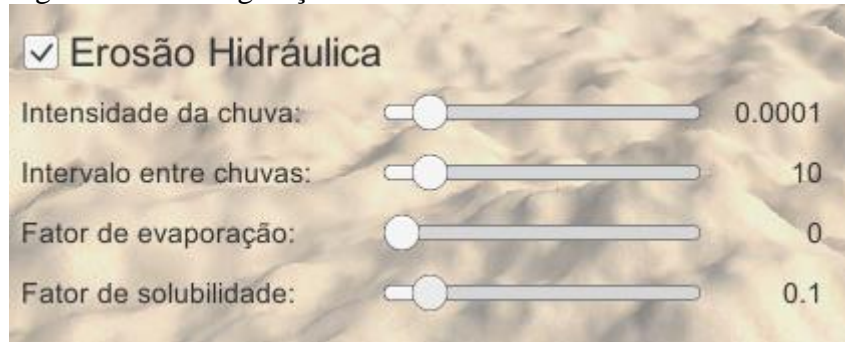 Erosão Hidráulica
Intensidade da chuva: 0.0001
Intervalo entre chuvas: 10
Fator de evaporação: 0
Fator de solubilidade: 0.1